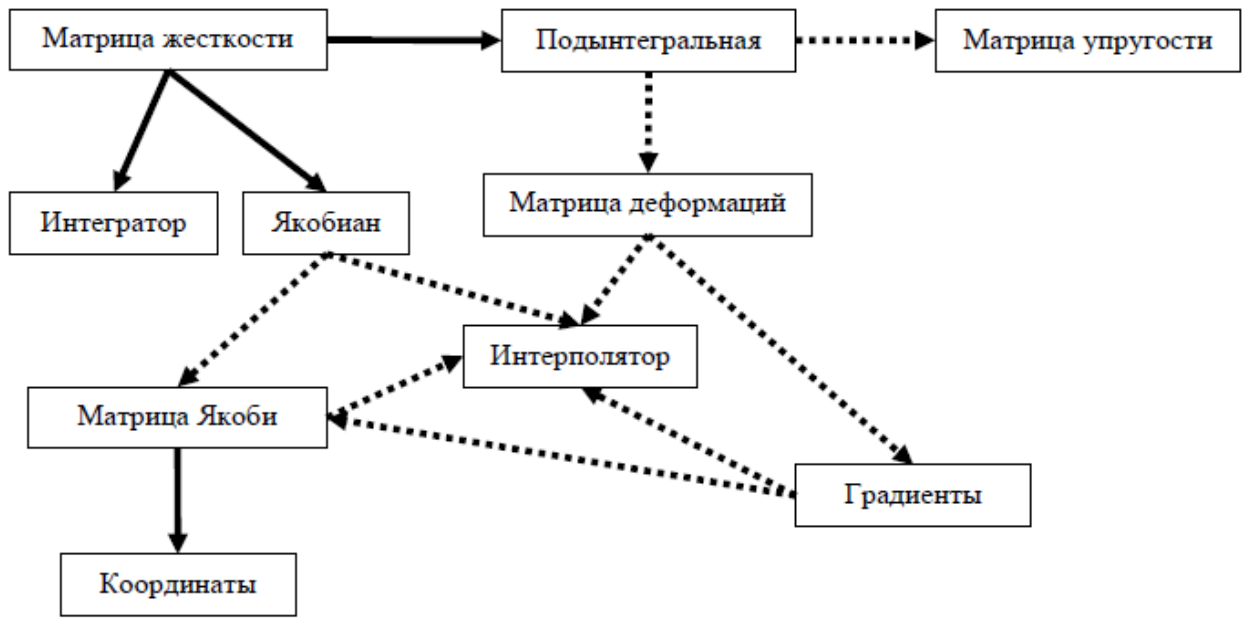 Матрица жесткости
Подынтегральная
Матрица упругости
Интегратор
Якобиан
Матрица деформаций
Интерполятор
Матрица Якоби
Градиенты
Координаты